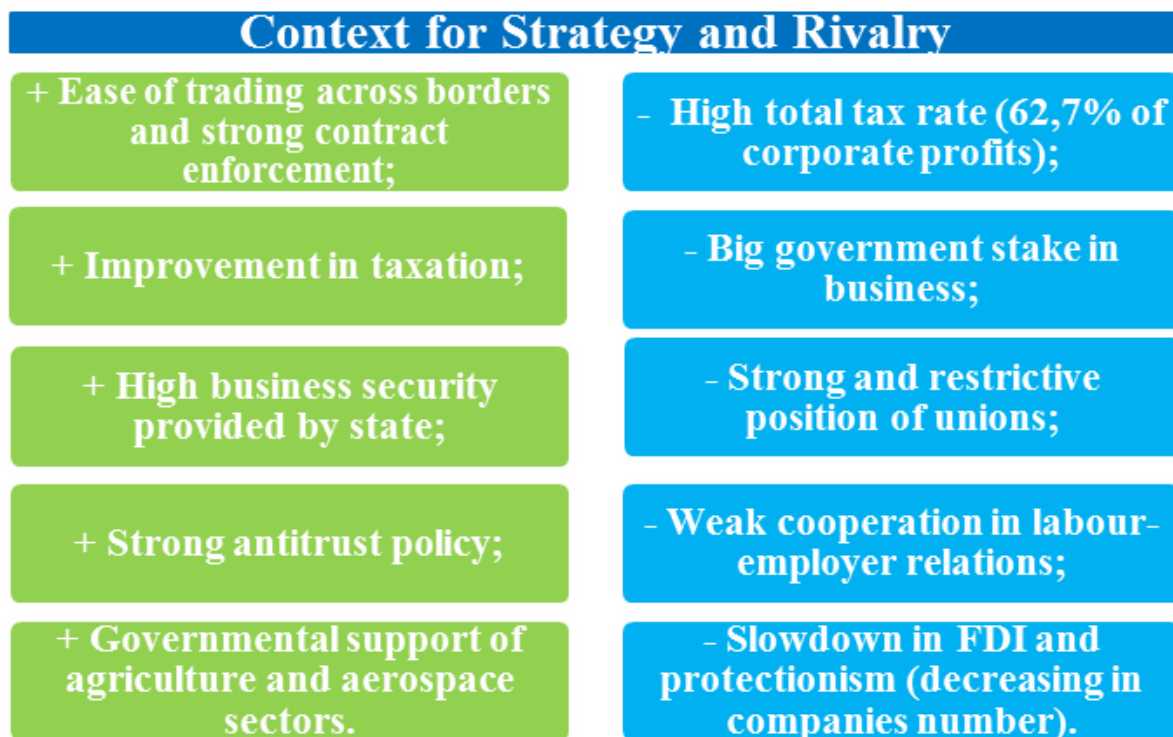 Context for Strategy and Rivalry
+ Ease of trading across borders
and strong contract
enforcement;
- High total tax rate (62,7% of
corporate profits);
+ Improvement in taxation;
- Big government stake in
business;
+ High business security
provided by state;
- Strong and restrictive
position of unions;
+ Strong antitrust policy;
- Weak cooperation in labour-
employer relations;
+ Governmental support of
agriculture and aerospace
sectors.
- Slowdown in FDI and
protectionism (decreasing in
companies number).